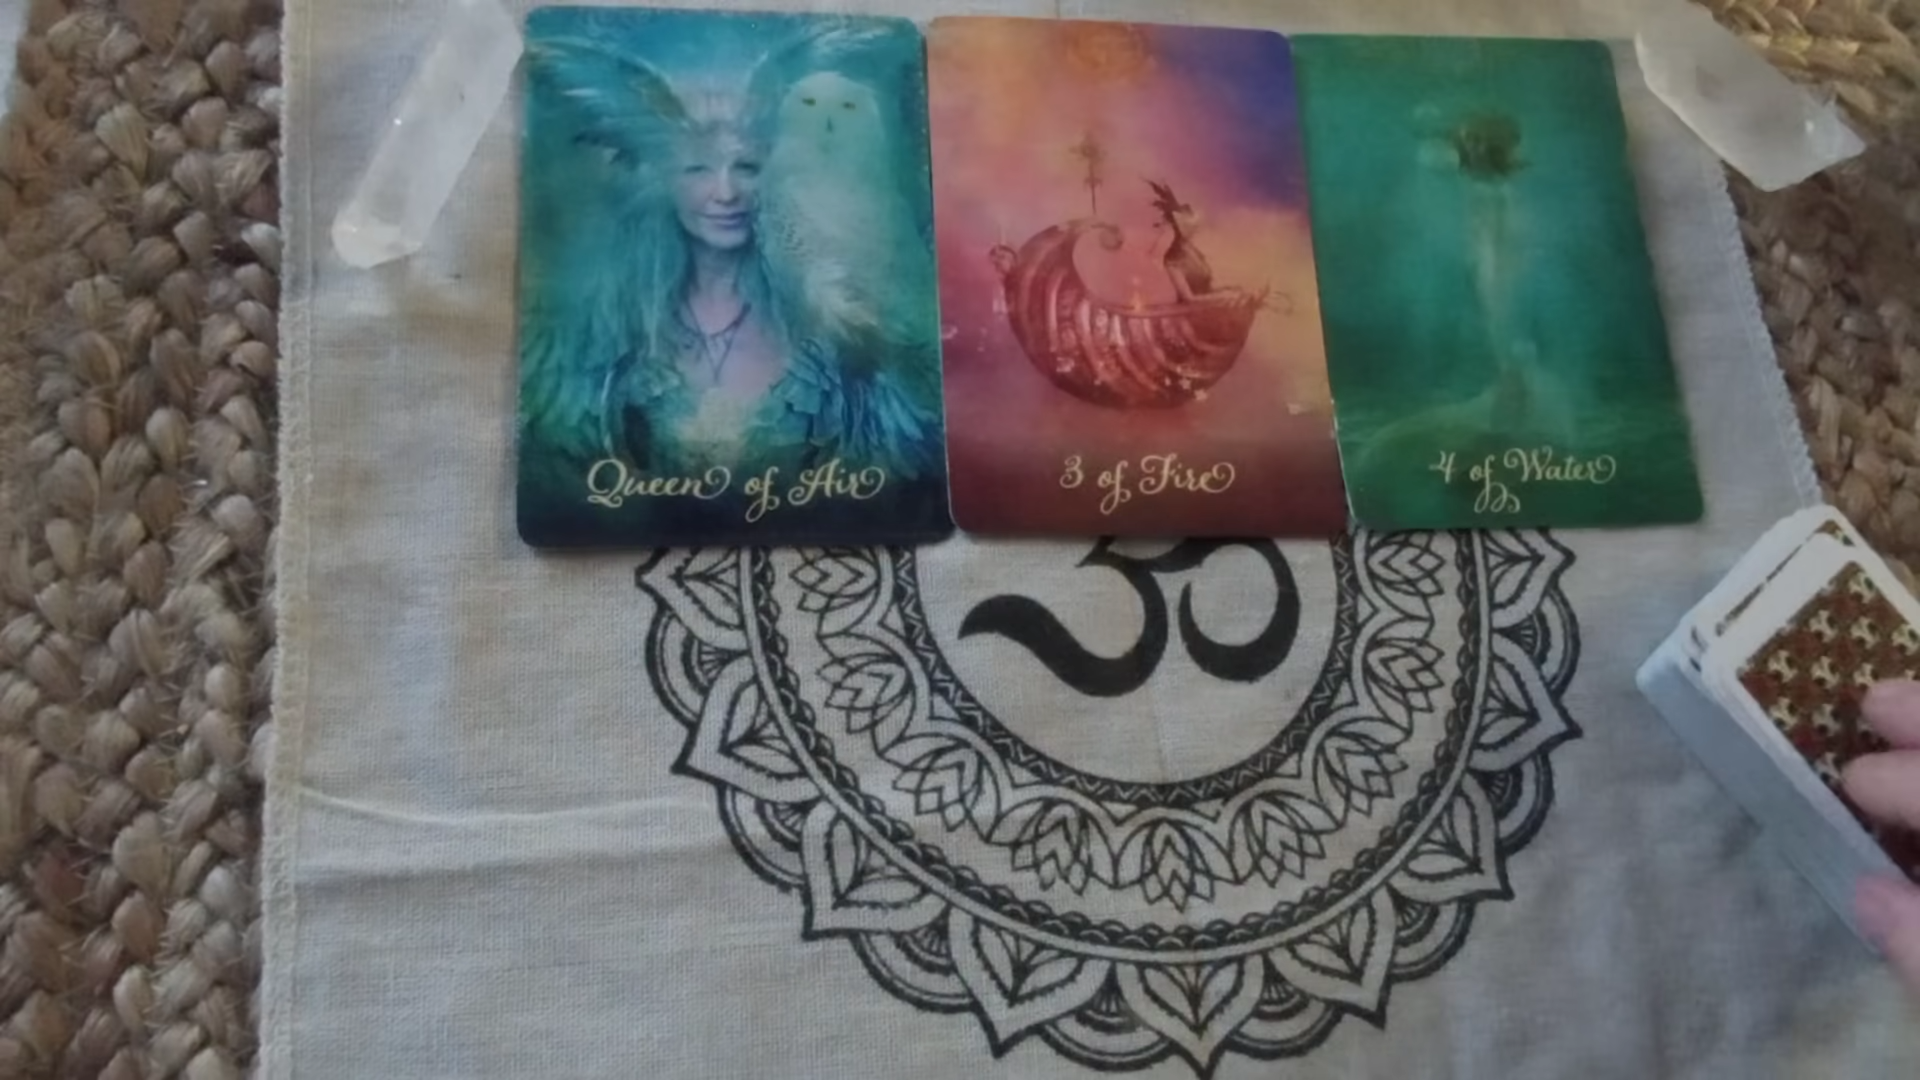 Queen of Air
3 of Fire
4 of Water
ॐ